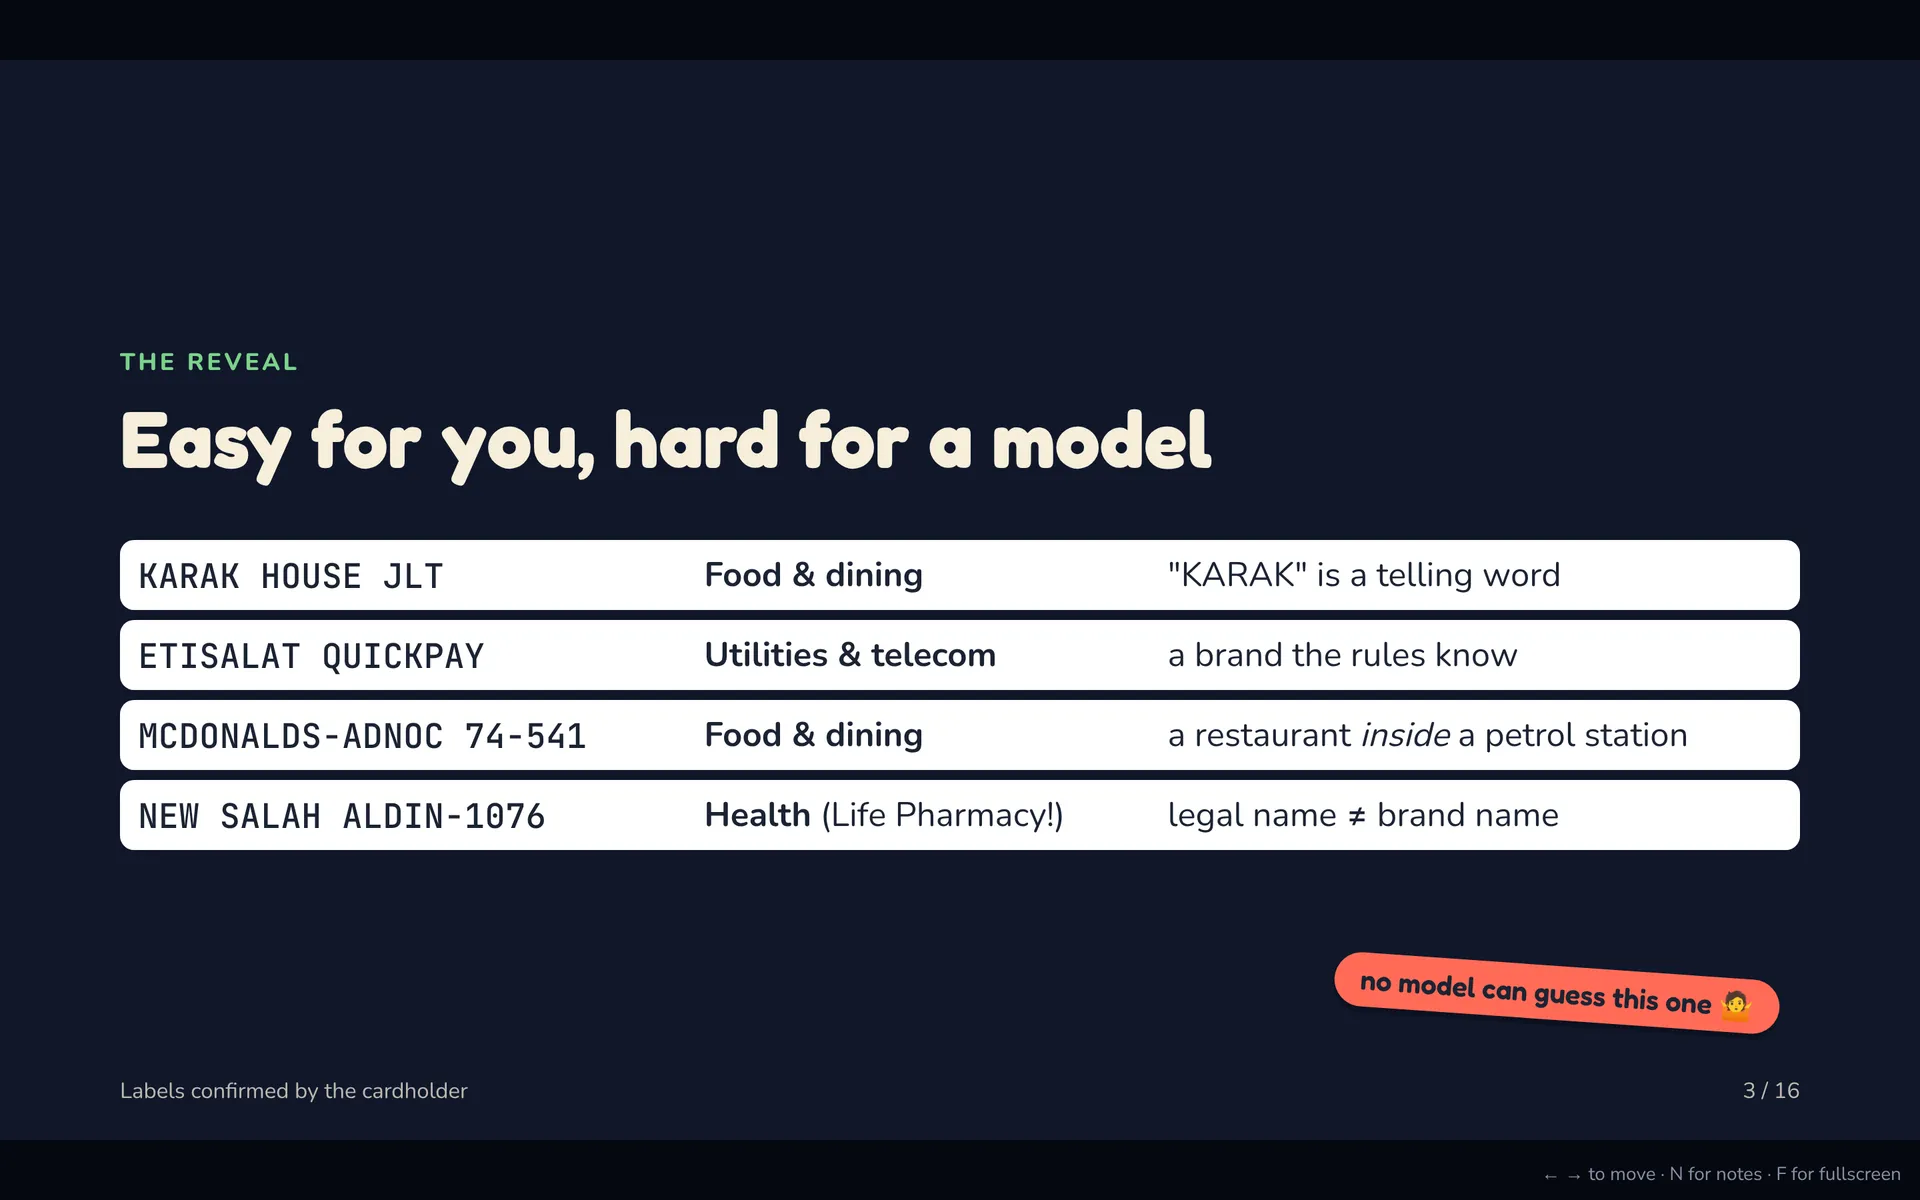 THE REVEAL
Easy for you, hard for a model
KARAK HOUSE JLT Food & dining "KARAK" is a telling word
ETISALAT QUICKPAY Utilities & telecom a brand the rules know
MCDONALDS-ADNOC 74-541 Food & dining a restaurant inside a petrol station
NEW SALAH ALDIN-1076 Health (Life Pharmacy!) legal name ≠ brand name
no model can guess this one 🤷
Labels confirmed by the cardholder 3 / 16
← → to move · N for notes · F for fullscreen